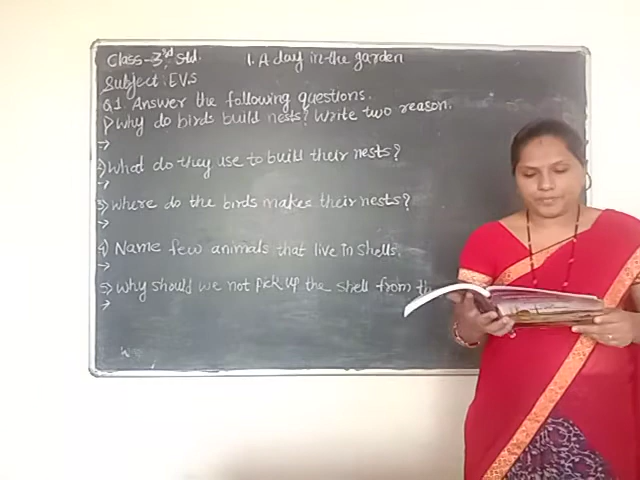 Class-3rd Std. 1. A day in the garden
Subject: EVS
Q1. Answer the following questions.
1) Why do birds build nests? Write two reason.
→
2) What do they use to build their nests?
→
3) Where do the birds makes their nests?
→
4) Name few animals that live in shells.
→
5) Why should we not pick up the shell from
→